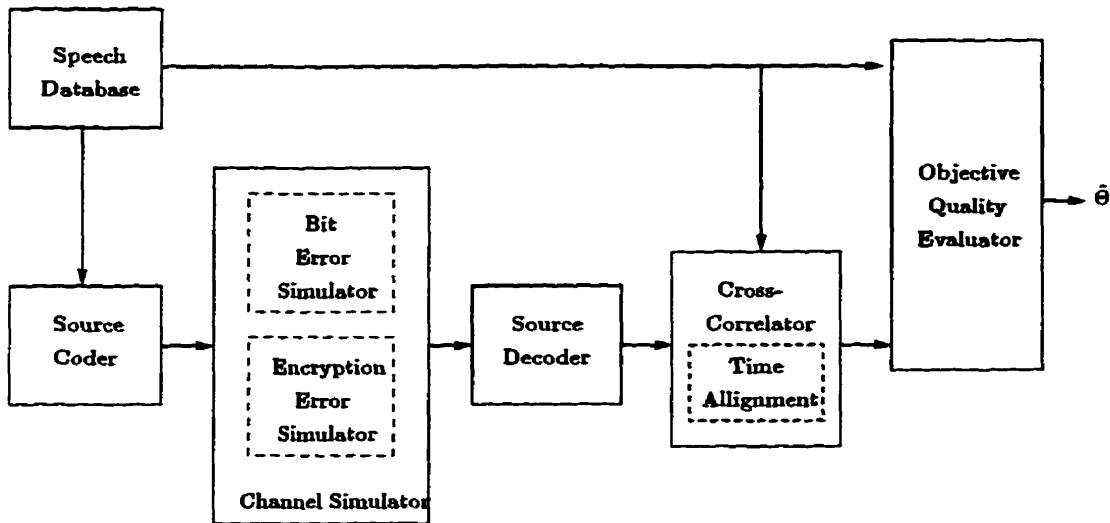 Speech
Database
Objective
Quality
Evaluator
Θ̂
Bit
Error
Simulator
Encryption
Error
Simulator
Channel Simulator
Source
Coder
Source
Decoder
Cross-
Correlator
Time
Allignment